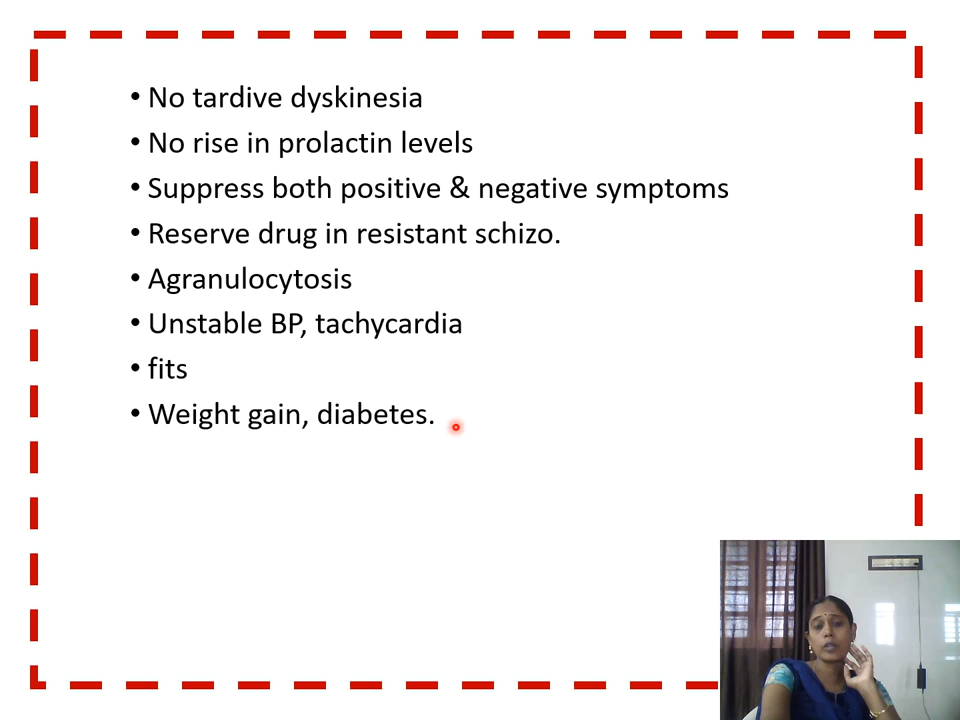 • No tardive dyskinesia
• No rise in prolactin levels
• Suppress both positive & negative symptoms
• Reserve drug in resistant schizo.
• Agranulocytosis
• Unstable BP, tachycardia
• fits
• Weight gain, diabetes.